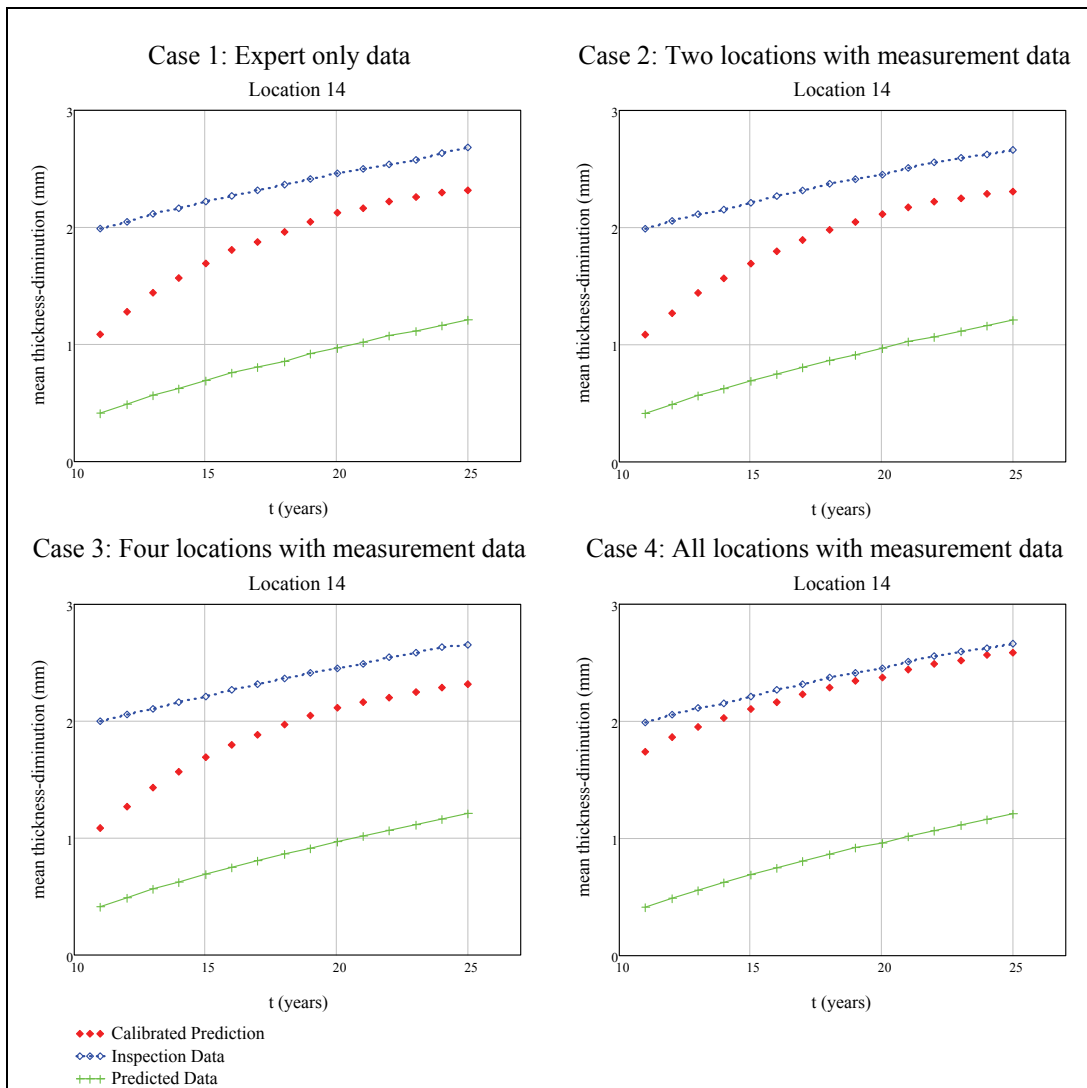 Case 1: Expert only data
Location 14
mean thickness-diminution (mm)
3
2
1
0
10
15
20
25
t (years)
Case 2: Two locations with measurement data
Location 14
mean thickness-diminution (mm)
3
2
1
0
10
15
20
25
t (years)
Case 3: Four locations with measurement data
Location 14
mean thickness-diminution (mm)
3
2
1
0
10
15
20
25
t (years)
Case 4: All locations with measurement data
Location 14
mean thickness-diminution (mm)
3
2
1
0
10
15
20
25
t (years)
Calibrated Prediction
Inspection Data
Predicted Data